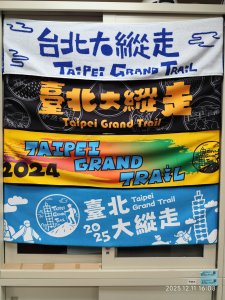 台北大縱走
TAIPEI GRAND TRAIL
臺北大縱走
Taipei Grand Trail
TAIPEI
GRAND
2024 TRAIL
臺北 Taipei
Grand Trail
2025 大縱走
2025.12.11 16:03